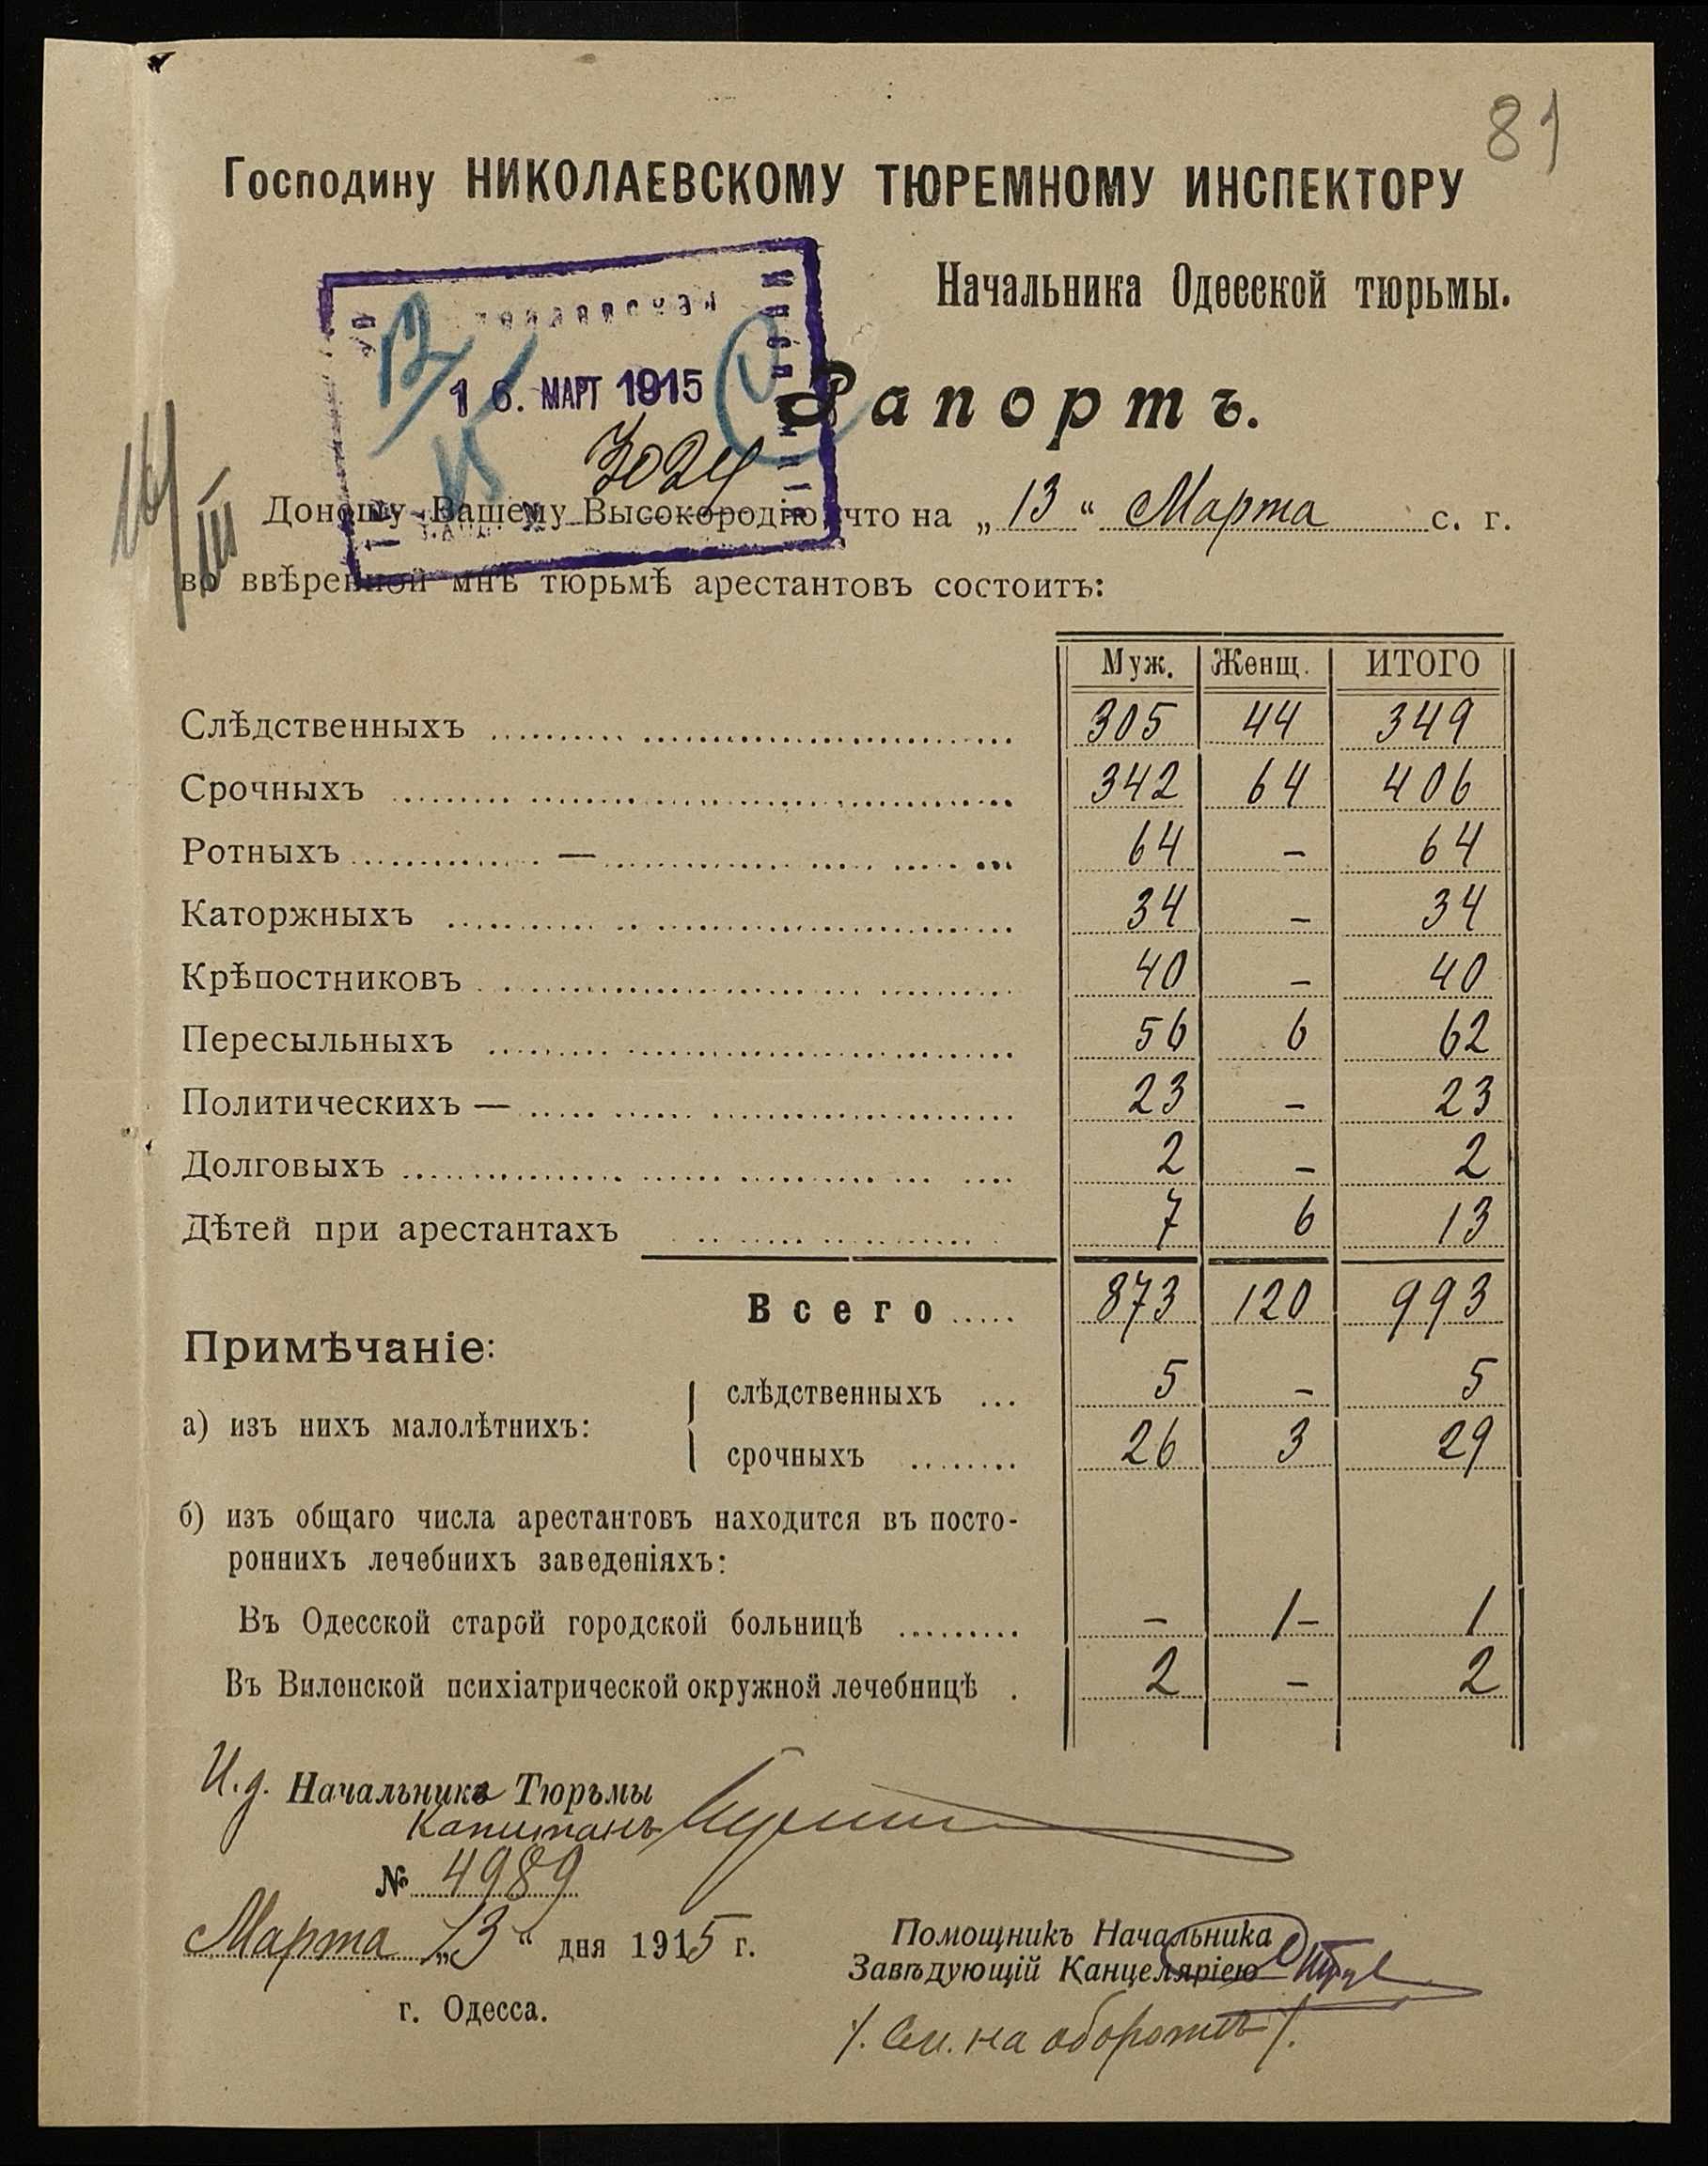 81
Господину НИКОЛАЕВСКОМУ ТЮРЕМНОМУ ИНСПЕКТОРУ
Начальника Одесской тюрьмы.
16. МАРТ 1915
Рапортъ.
3024
16/III
Доношу Вашему Высокородію, что на „13“ Марта с. г.
во ввѣренной мнѣ тюрьмѣ арестантовъ состоитъ:
Муж. Женщ. ИТОГО
Слѣдственныхъ 305 44 349
Срочныхъ 342 64 406
Ротныхъ — 64 - 64
Каторжныхъ 34 - 34
Крѣпостниковъ 40 - 40
Пересыльныхъ 56 6 62
Политическихъ — 23 - 23
Долговыхъ 2 - 2
Дѣтей при арестантахъ 7 6 13
Всего 873 120 993
Примѣчаніе:
а) изъ нихъ малолѣтнихъ: слѣдственныхъ 5 - 5
срочныхъ 26 3 29
б) изъ общаго числа арестантовъ находится въ посто-
роннихъ лечебнихъ заведеніяхъ:
Въ Одесской старой городской больницѣ - 1- 1
Въ Виленской психіатрической окружной лечебницѣ 2 - 2
И.д. Начальника Тюрьмы
Капитанъ
№ 4989
Марта „13“ дня 1915 г.
г. Одесса.
Помощникъ Начальника
Завѣдующій Канцеляріею
/. См. на оборотѣ /.